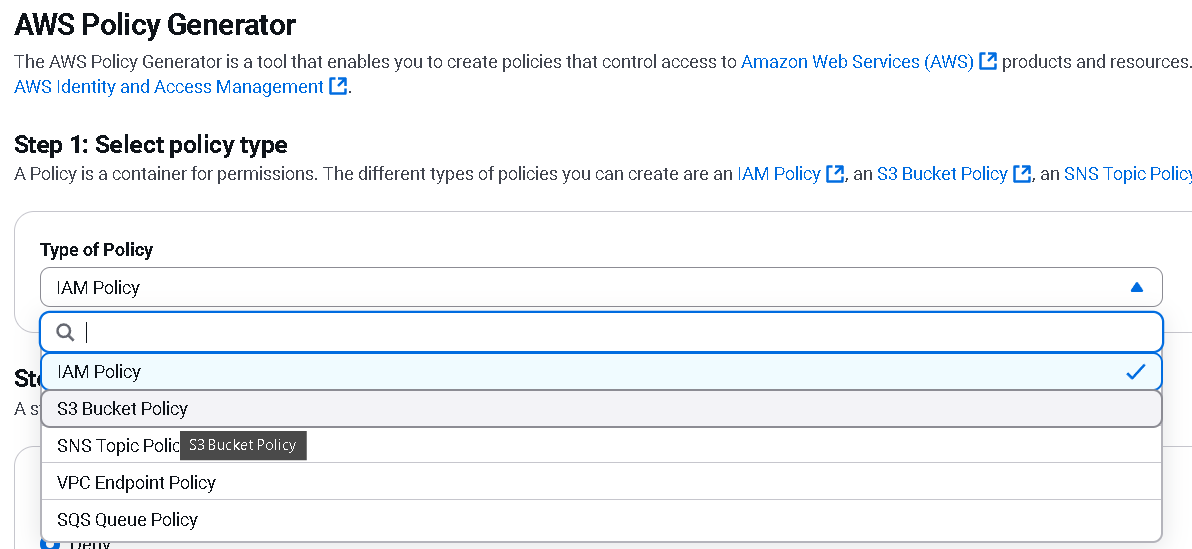 AWS Policy Generator
The AWS Policy Generator is a tool that enables you to create policies that control access to Amazon Web Services (AWS) products and resources.
AWS Identity and Access Management.
Step 1: Select policy type
A Policy is a container for permissions. The different types of policies you can create are an IAM Policy, an S3 Bucket Policy, an SNS Topic Policy
Type of Policy
IAM Policy
IAM Policy
S3 Bucket Policy
SNS Topic
S3 Bucket Policy
VPC Endpoint Policy
SQS Queue Policy